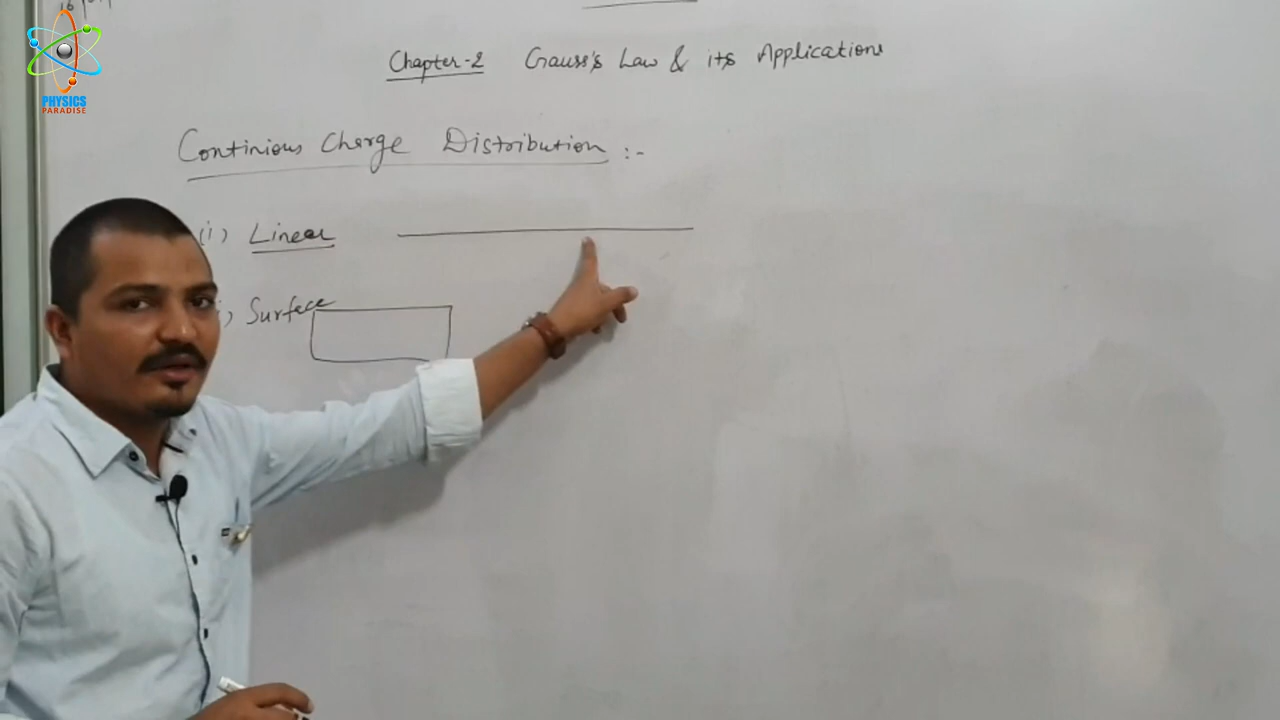 PHYSICS
PARADISE
Chapter-2 Gauss's Law & its Applications
Continious Charge Distribution :-
(i) Linear
) Surface